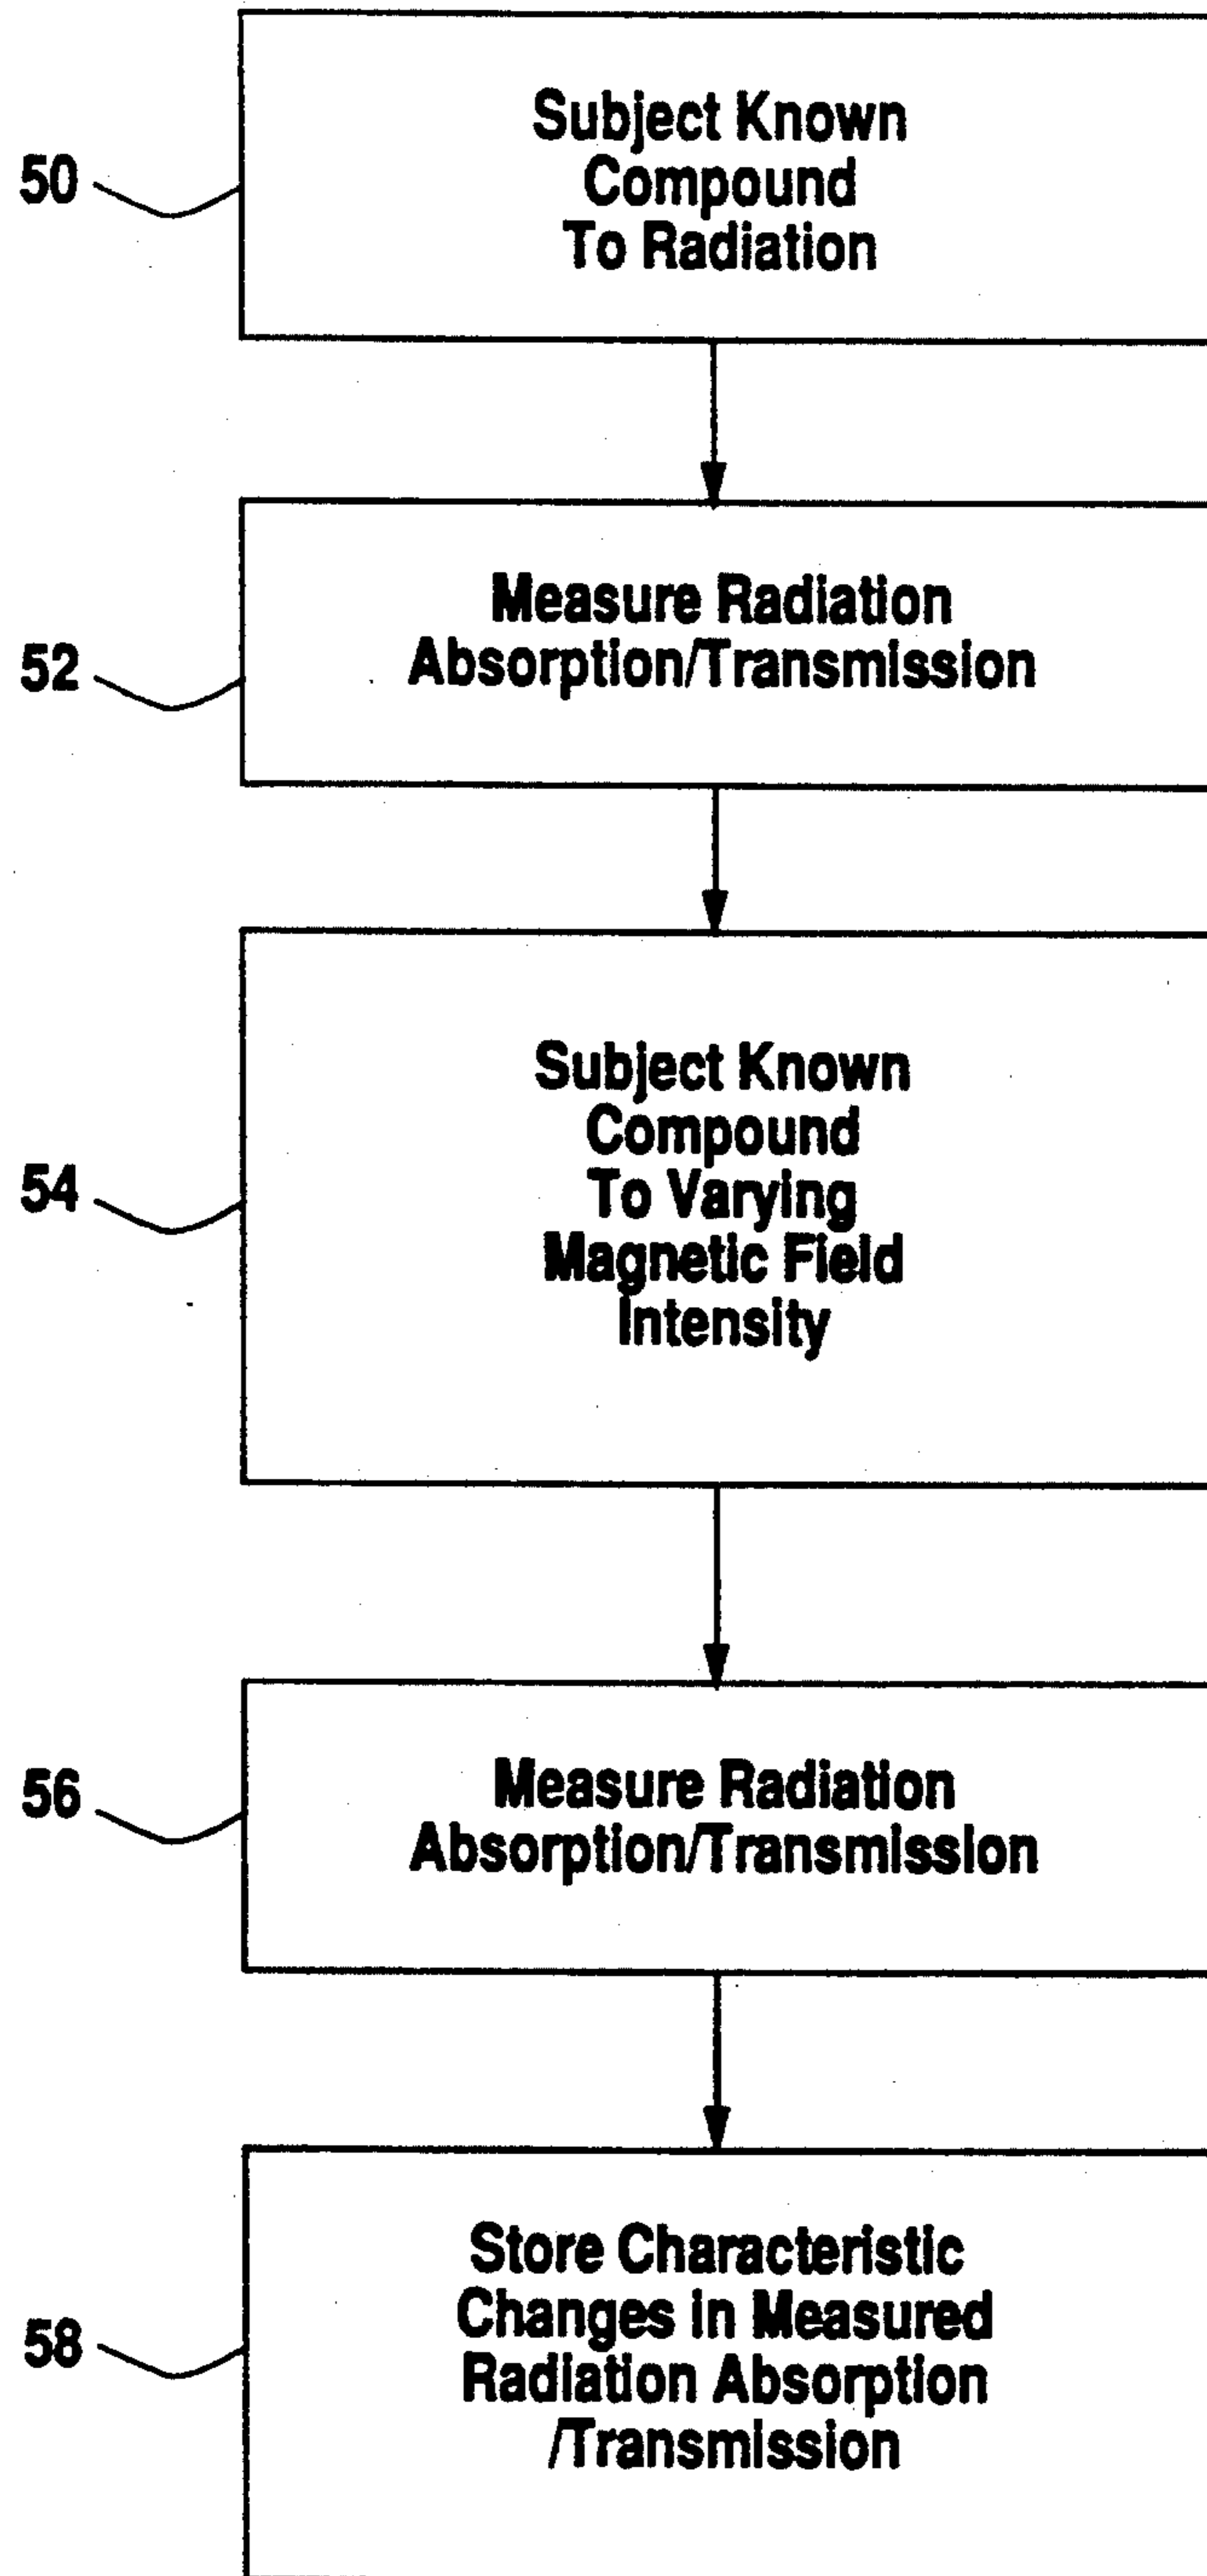 50
Subject Known
Compound
To Radiation
52
Measure Radiation
Absorption/Transmission
54
Subject Known
Compound
To Varying
Magnetic Field
Intensity
56
Measure Radiation
Absorption/Transmission
58
Store Characteristic
Changes in Measured
Radiation Absorption
/Transmission